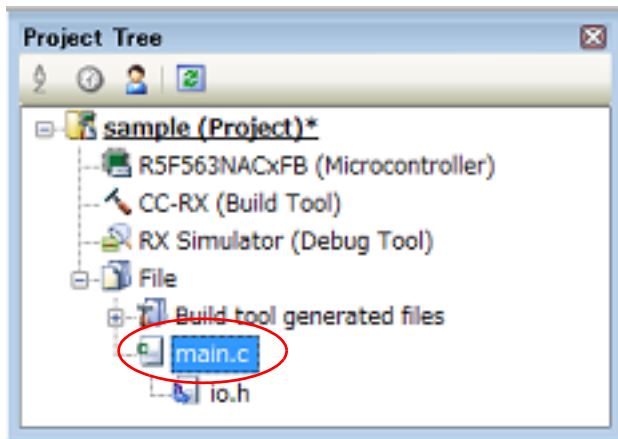 Project Tree
sample (Project)*
R5F563NACxFB (Microcontroller)
CC-RX (Build Tool)
RX Simulator (Debug Tool)
File
Build tool generated files
main.c
io.h